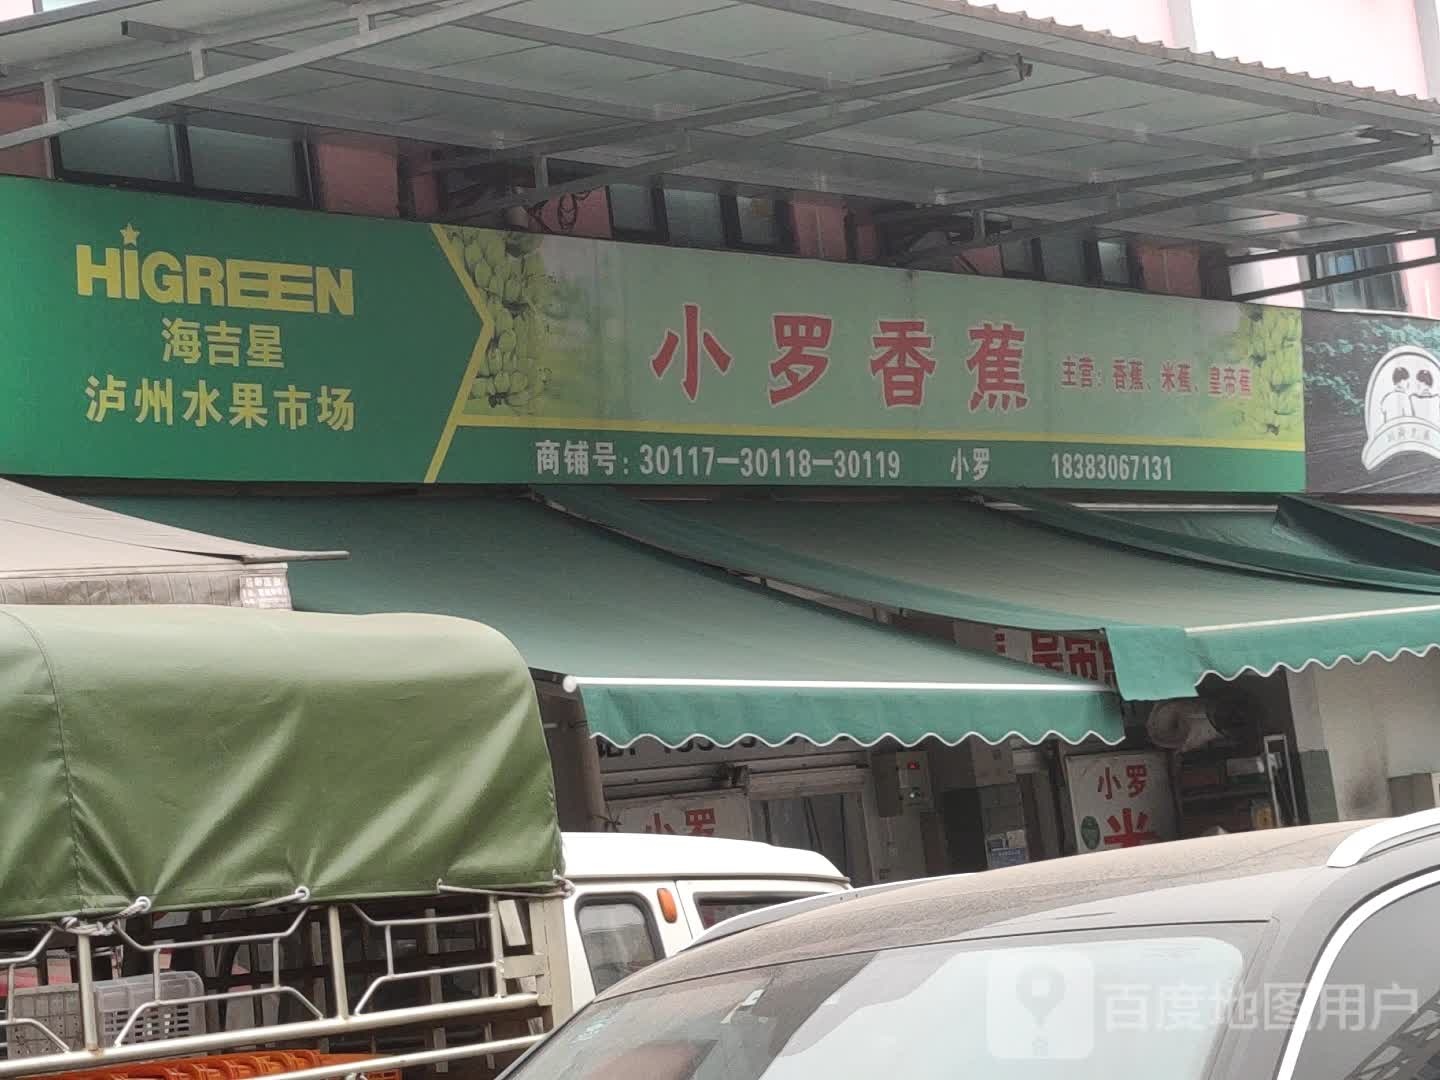 HIGREEN
海吉星
泸州水果市场
小罗香蕉
主营：香蕉、米蕉、皇帝蕉
商铺号：30117—30118—30119 小罗 18383067131
小罗
小罗
米
百度地图用户